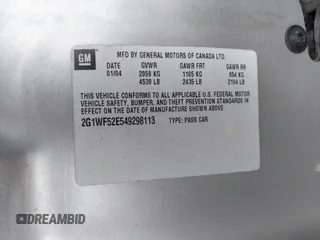 GM
MFD BY GENERAL MOTORS OF CANADA LTD.
DATE GVWR GAWR FRT GAWR RR
01/04 2059 KG 1105 KG 954 KG
4539 LB 2435 LB 2104 LB
THIS VEHICLE CONFORMS TO ALL APPLICABLE U.S. FEDERAL MOTOR
VEHICLE SAFETY, BUMPER, AND THEFT PREVENTION STANDARDS
IN EFFECT ON THE DATE OF MANUFACTURE SHOWN ABOVE.
2G1WF52E549298113 TYPE: PASS CAR
DREAMBID